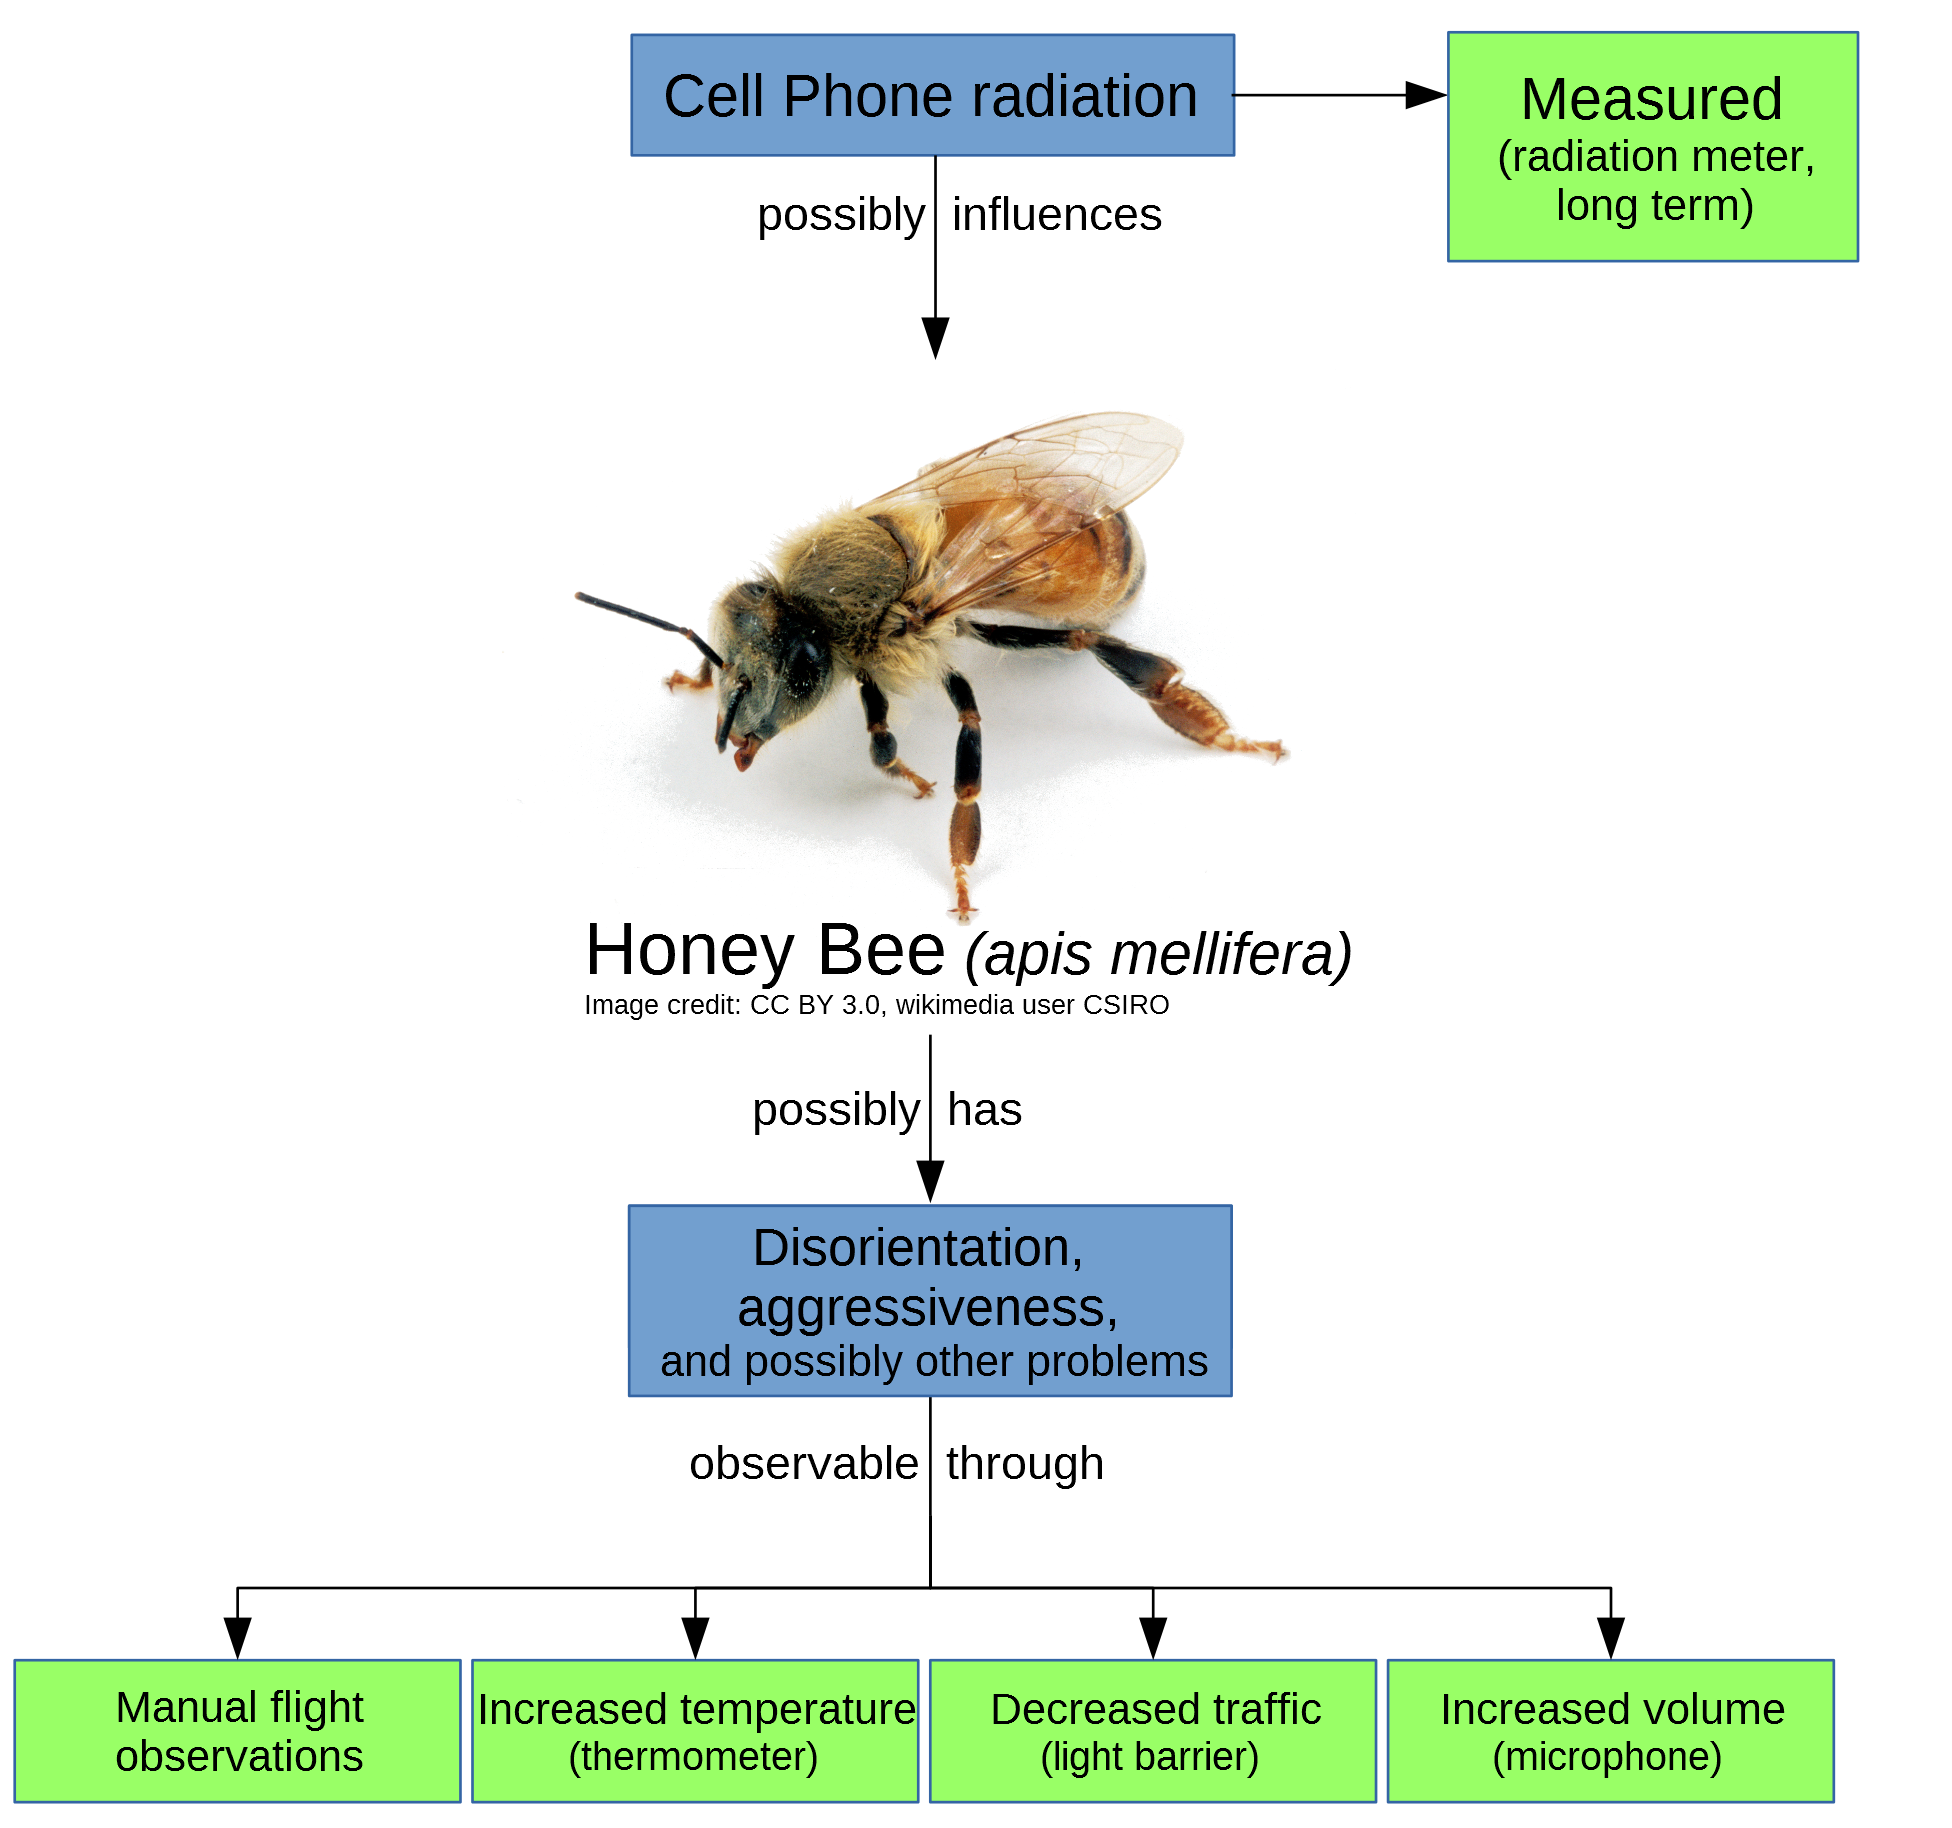 Cell Phone radiation
Measured
(radiation meter,
long term)
possibly influences
Honey Bee (apis mellifera)
Image credit: CC BY 3.0, wikimedia user CSIRO
possibly has
Disorientation,
aggressiveness,
and possibly other problems
observable through
Manual flight
observations
Increased temperature
(thermometer)
Decreased traffic
(light barrier)
Increased volume
(microphone)